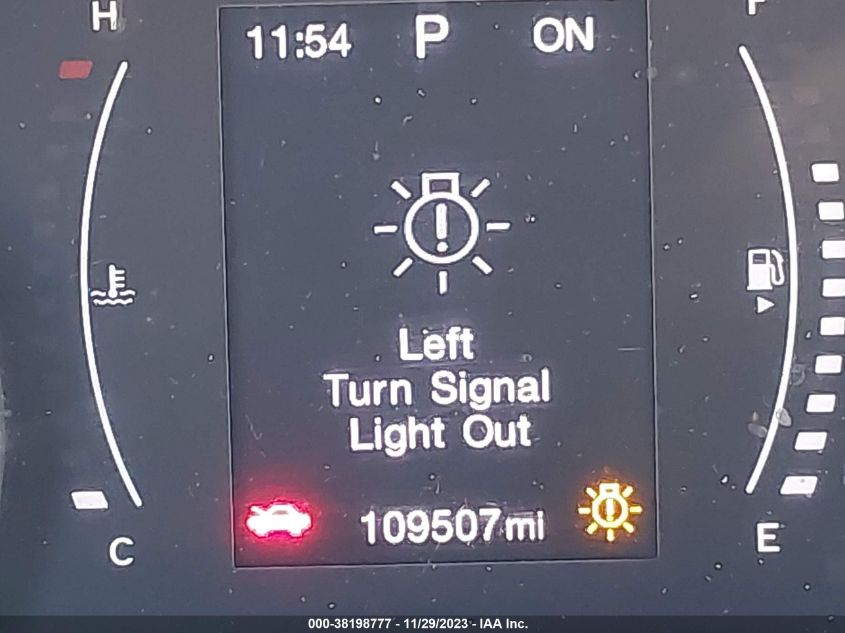 H
F
11:54 P ON
Left
Turn Signal
Light Out
109507mi
C
E
000-38198777 - 11/29/2023 - IAA Inc.